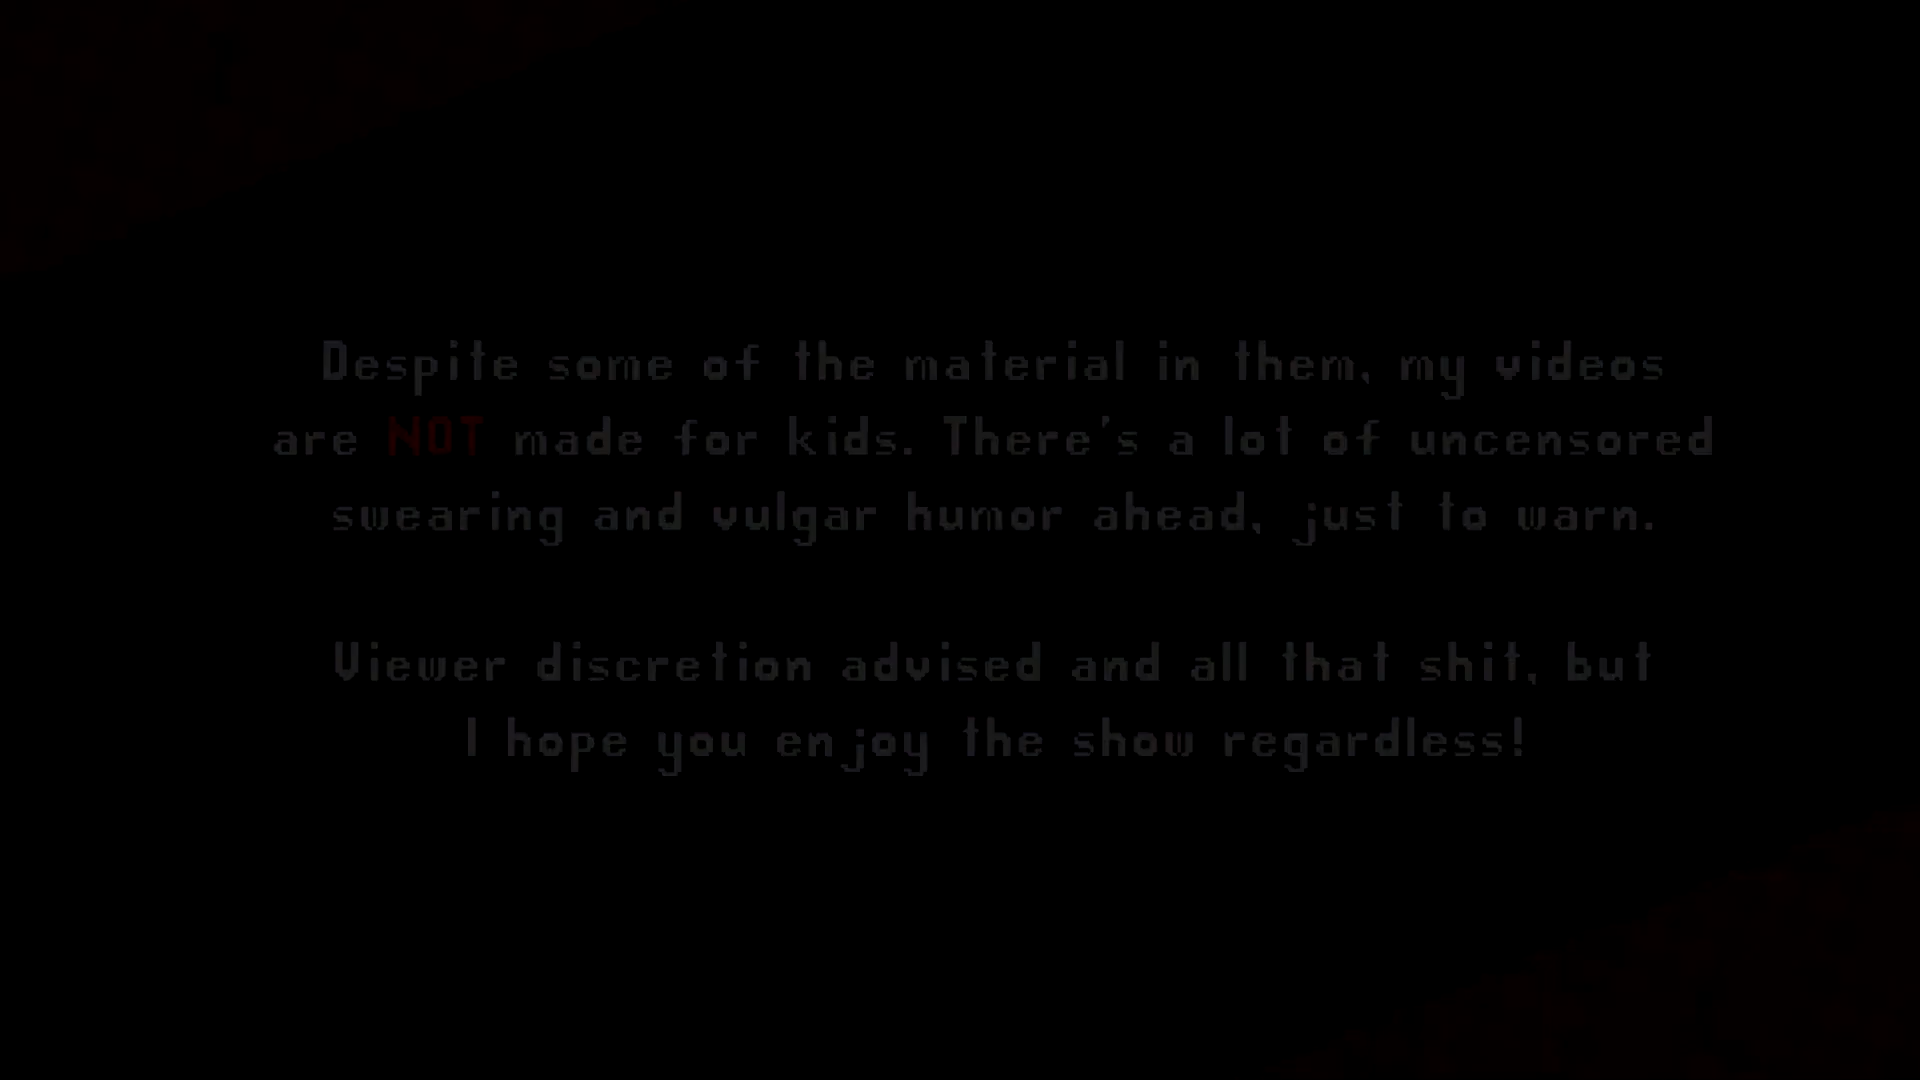 Despite some of the material in them, my videos
are NOT made for kids. There's a lot of uncensored
swearing and vulgar humor ahead, just to warn.
Viewer discretion advised and all that shit, but
I hope you enjoy the show regardless!